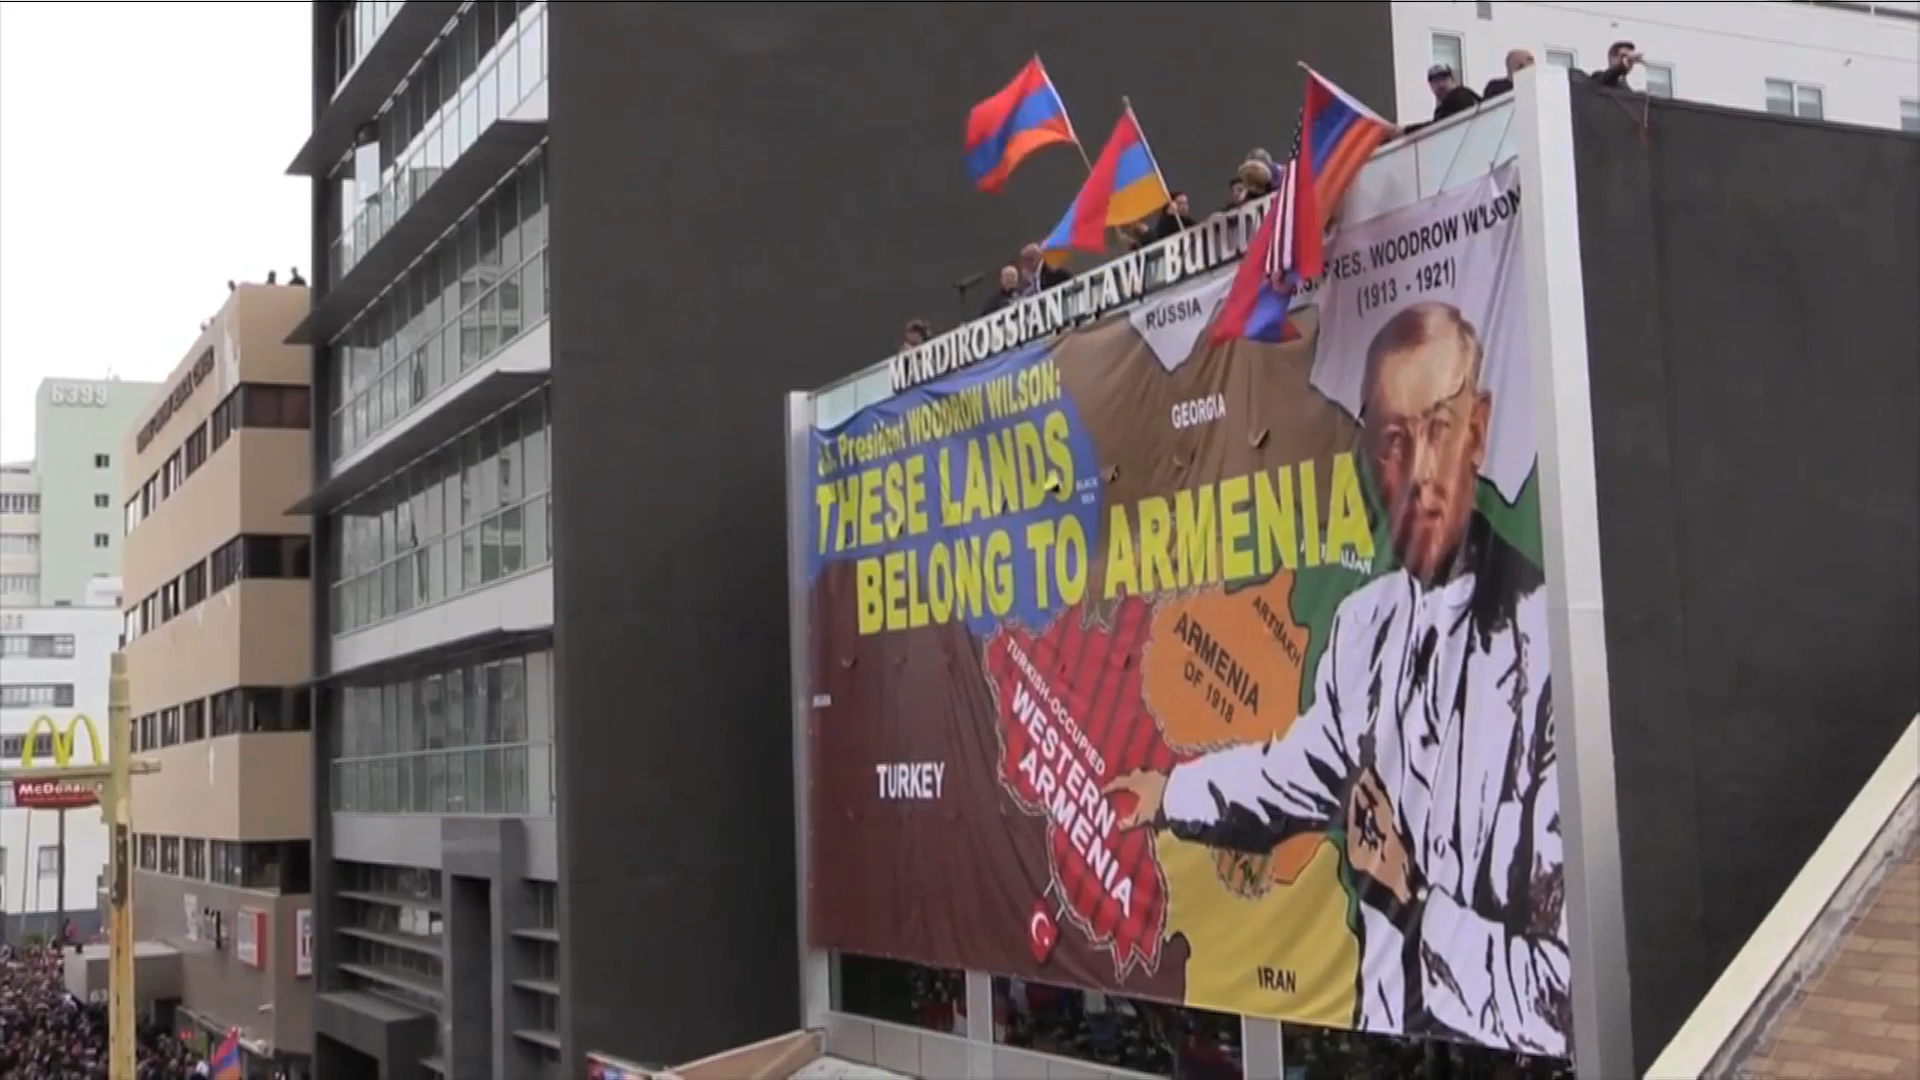 6399
McDonald's
MARDIROSSIAN LAW BUILDING
RUSSIA
PRES. WOODROW WILSON
(1913 - 1921)
GEORGIA
President WOODROW WILSON:
THESE LANDS
BELONG TO ARMENIA
BLACK
SEA
ARTSAKH
ARMENIA
OF 1918
TURKISH-OCCUPIED
WESTERN
ARMENIA
TURKEY
IRAN